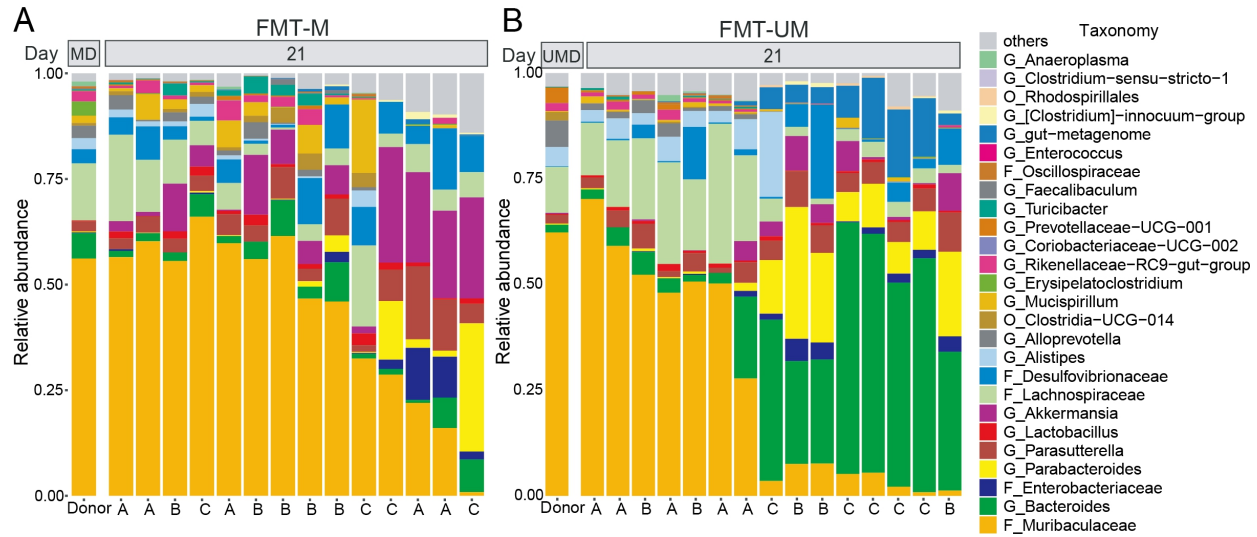 A
FMT-M
Day
MD
21
1.00
0.75
0.50
0.25
0.00
Relative abundance
Donor A A B C A B B B B C C A A C
B
FMT-UM
Day
UMD
21
1.00
0.75
0.50
0.25
0.00
Relative abundance
Donor A A B A B A A C B B C C C C B
Taxonomy
others
G_Anaeroplasma
G_Clostridium-sensu-stricto-1
O_Rhodospirillales
G_[Clostridium]-innocuum-group
G_gut-metagenome
G_Enterococcus
F_Oscillospiraceae
G_Faecalibaculum
G_Turicibacter
G_Prevotellaceae-UCG-001
G_Coriobacteriaceae-UCG-002
G_Rikenellaceae-RC9-gut-group
G_Erysipelatoclostridium
G_Mucispirillum
O_Clostridia-UCG-014
G_Alloprevotella
G_Alistipes
F_Desulfovibrionaceae
F_Lachnospiraceae
G_Akkermansia
G_Lactobacillus
G_Parasutterella
G_Parabacteroides
F_Enterobacteriaceae
G_Bacteroides
F_Muribaculaceae